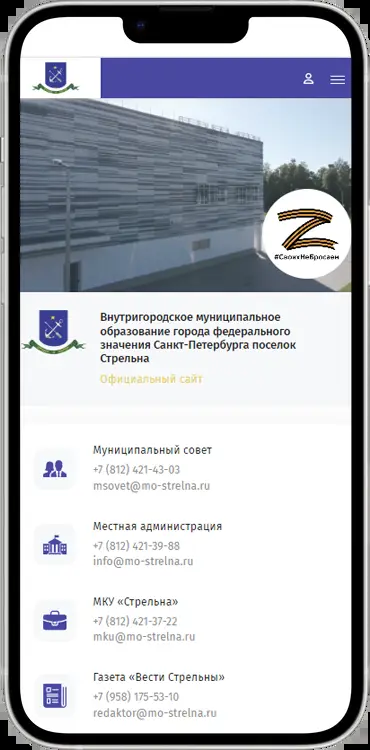 #СвоихНеБросаем
Внутригородское муниципальное
образование города федерального
значения Санкт-Петербурга поселок
Стрельна
Официальный сайт
Муниципальный совет
+7 (812) 421-43-03
msovet@mo-strelna.ru
Местная администрация
+7 (812) 421-39-88
info@mo-strelna.ru
МКУ «Стрельна»
+7 (812) 421-37-22
mku@mo-strelna.ru
Газета «Вести Стрельны»
+7 (958) 175-53-10
redaktor@mo-strelna.ru